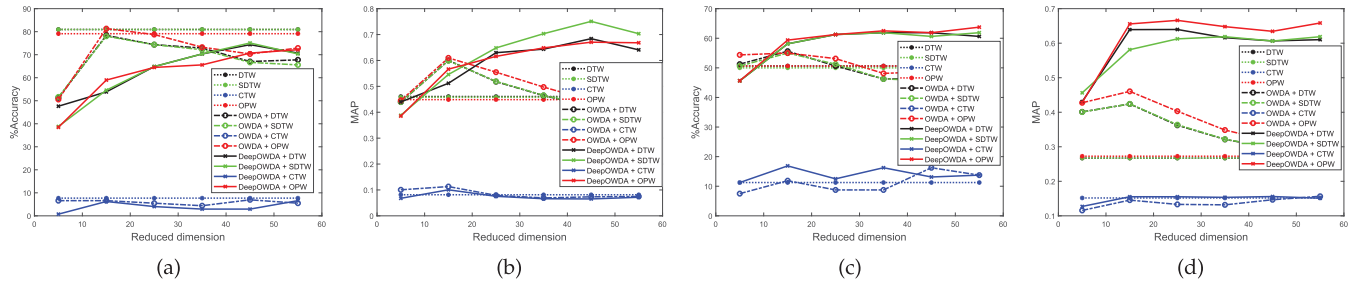 90
80
70
60
50
40
30
20
10
0
%Accuracy
0 10 20 30 40 50 60
Reduced dimension
DTW
SDTW
CTW
OPW
OWDA + DTW
OWDA + SDTW
OWDA + CTW
OWDA + OPW
DeepOWDA + DTW
DeepOWDA + SDTW
DeepOWDA + CTW
DeepOWDA + OPW
(a)
0.8
0.7
0.6
0.5
0.4
0.3
0.2
0.1
0
MAP
0 10 20 30 40 50 60
Reduced dimension
DTW
SDTW
CTW
OPW
OWDA + DTW
OWDA + SDTW
OWDA + CTW
OWDA + OPW
DeepOWDA + DTW
DeepOWDA + SDTW
DeepOWDA + CTW
DeepOWDA + OPW
(b)
70
60
50
40
30
20
10
0
%Accuracy
0 10 20 30 40 50 60
Reduced dimension
DTW
SDTW
CTW
OPW
OWDA + DTW
OWDA + SDTW
OWDA + CTW
OWDA + OPW
DeepOWDA + DTW
DeepOWDA + SDTW
DeepOWDA + CTW
DeepOWDA + OPW
(c)
0.7
0.6
0.5
0.4
0.3
0.2
0.1
MAP
0 10 20 30 40 50 60
Reduced dimension
DTW
SDTW
CTW
OPW
OWDA + DTW
OWDA + SDTW
OWDA + CTW
OWDA + OPW
DeepOWDA + DTW
DeepOWDA + SDTW
DeepOWDA + CTW
DeepOWDA + OPW
(d)